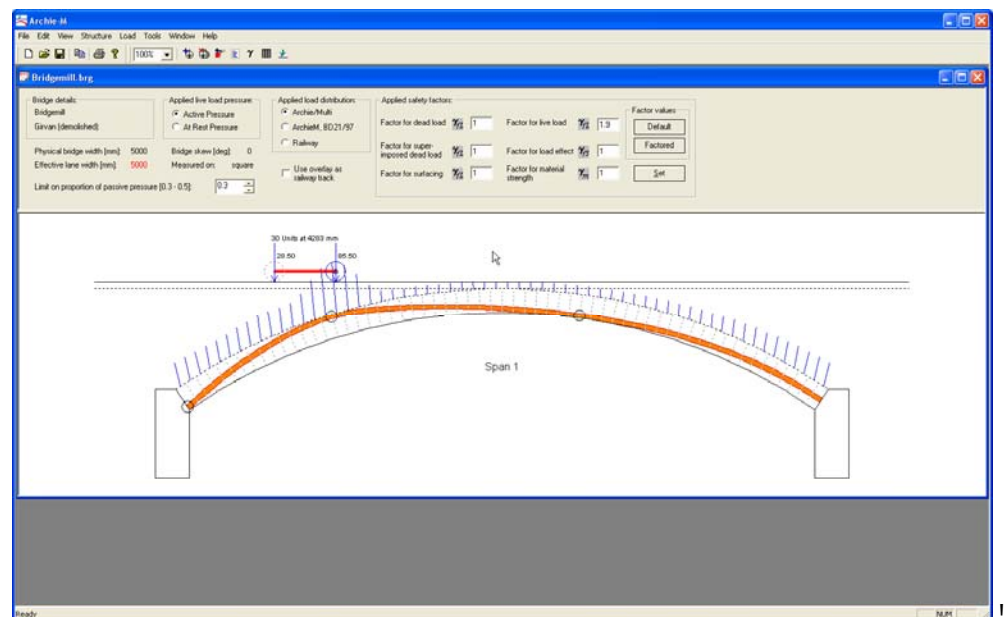 Archie-M
File Edit View Structure Load Tools Window Help
100%
Bridgemill.brg
Bridge details:
Bridgemill
Girvan (demolished)
Physical bridge width [mm]: 5000 Bridge skew [deg]: 0
Effective lane width [mm]: 5000 Measured on: square
Limit on proportion of passive pressure [0.3 - 0.5]: 0.3
Applied live load pressure:
Active Pressure
At Rest Pressure
Applied load distribution:
Archie/Multi
ArchieM, BD21/97
Railway
Use overlay as
railway track
Applied safety factors:
Factor for dead load 1 Factor for live load 1.9
Factor for super-
imposed dead load 1 Factor for load effect 1
Factor for surfacing 1 Factor for material
strength 1
Factor values
Default
Factored
Set
30 Units at 4283 mm
28.50 85.50
Span 1
Ready NUM